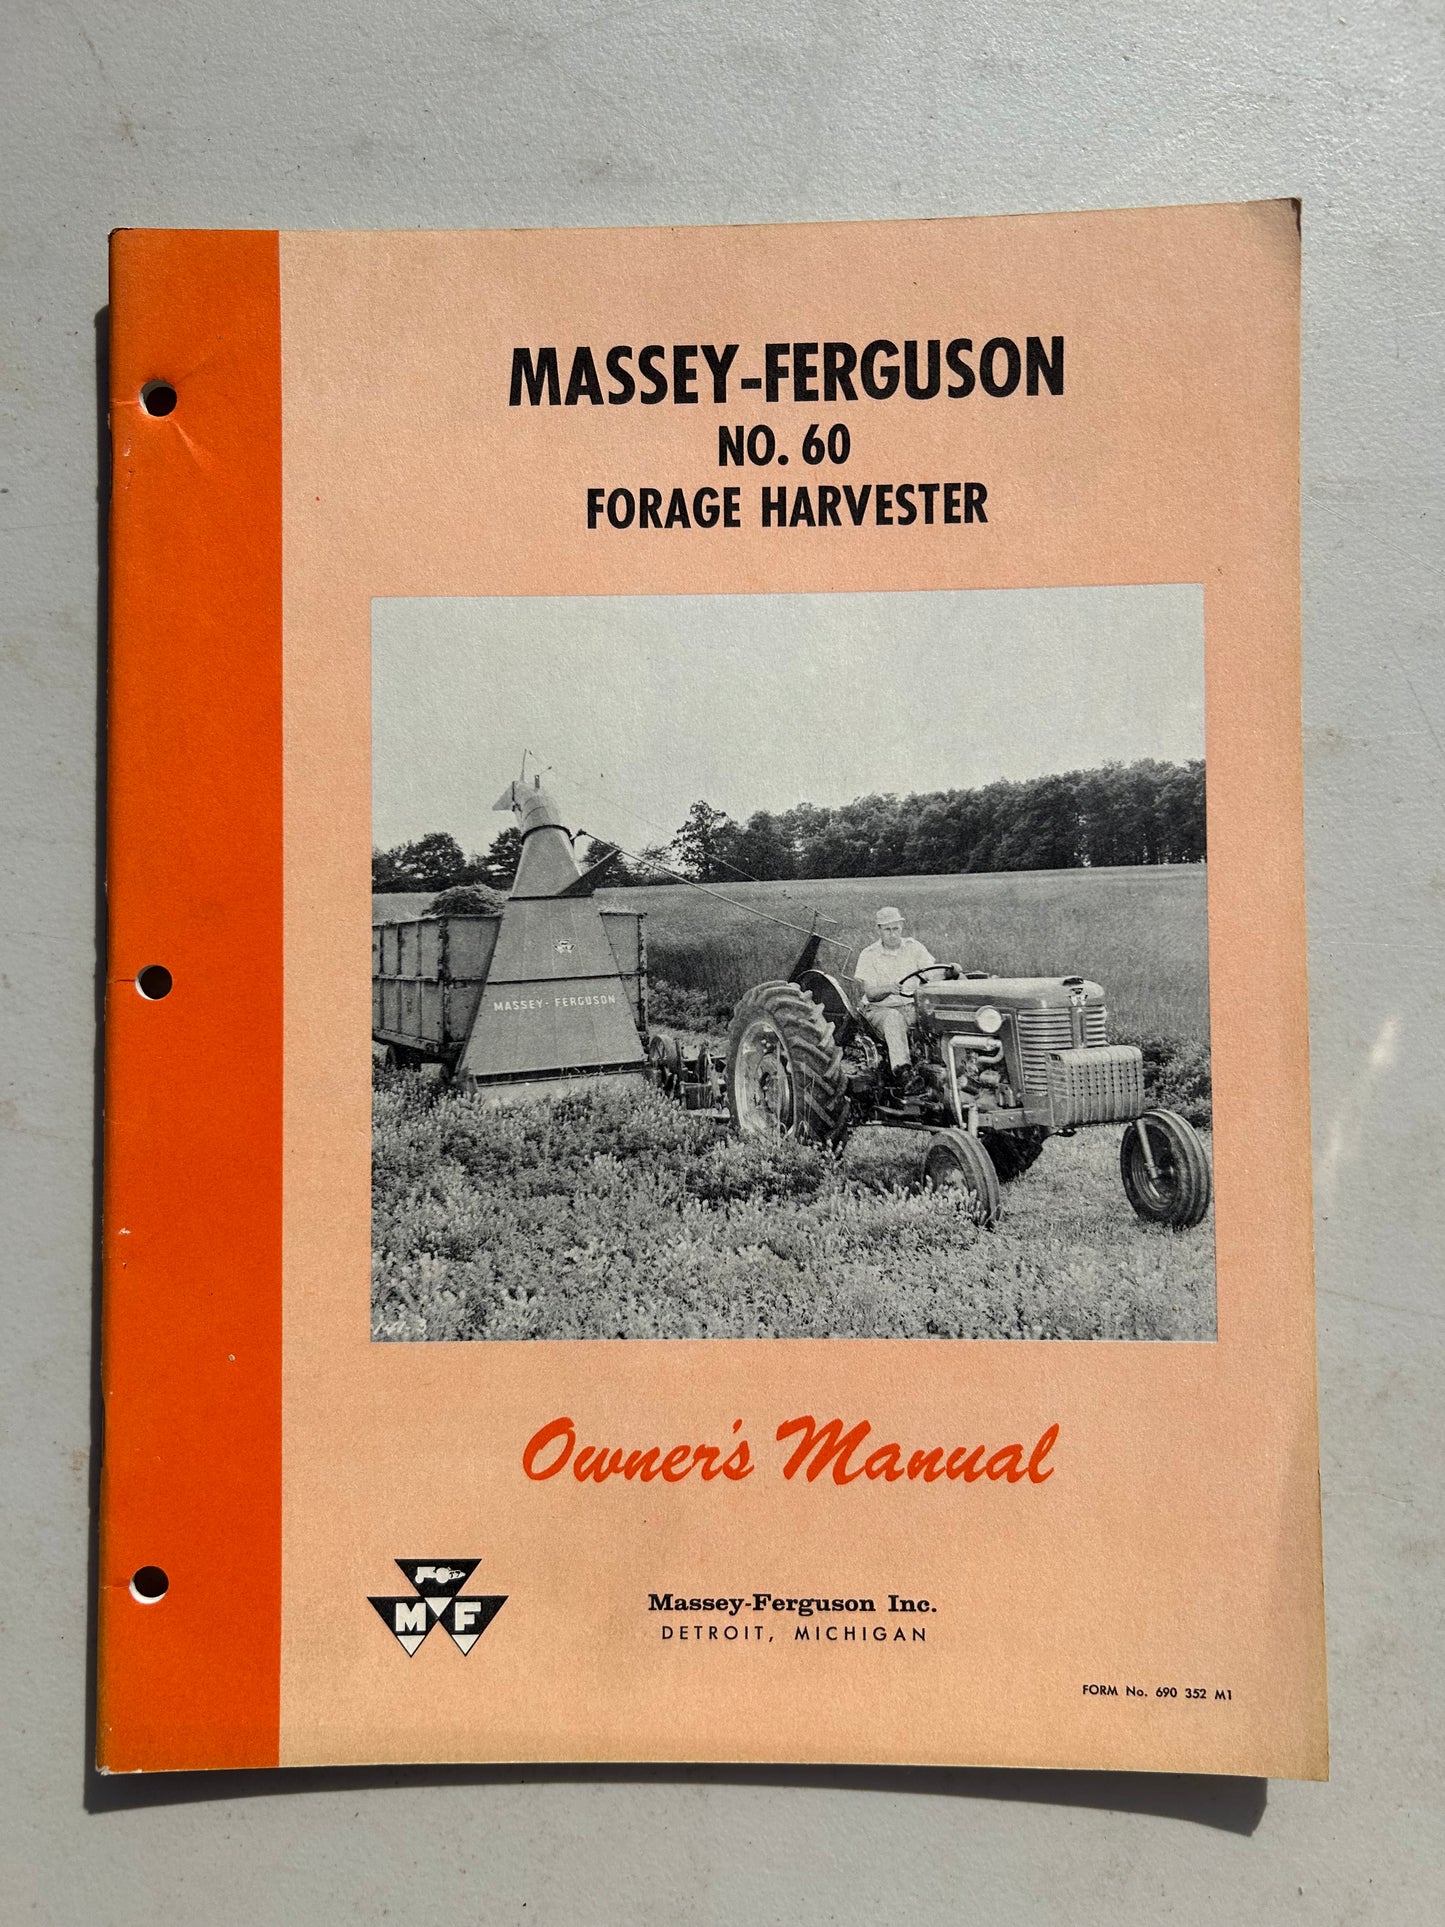 MASSEY-FERGUSON
NO. 60
FORAGE HARVESTER
MASSEY-FERGUSON
Owner's Manual
MF
Massey-Ferguson Inc.
DETROIT, MICHIGAN
FORM No. 690 352 M1